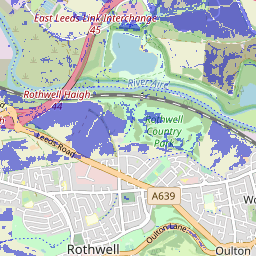 East Leeds Link Interchange
45
River Aire
Rothwell Haigh
44
Rothwell
Country
Park
Leeds Road
A639
Rothwell
Oulton Lane
Oulton